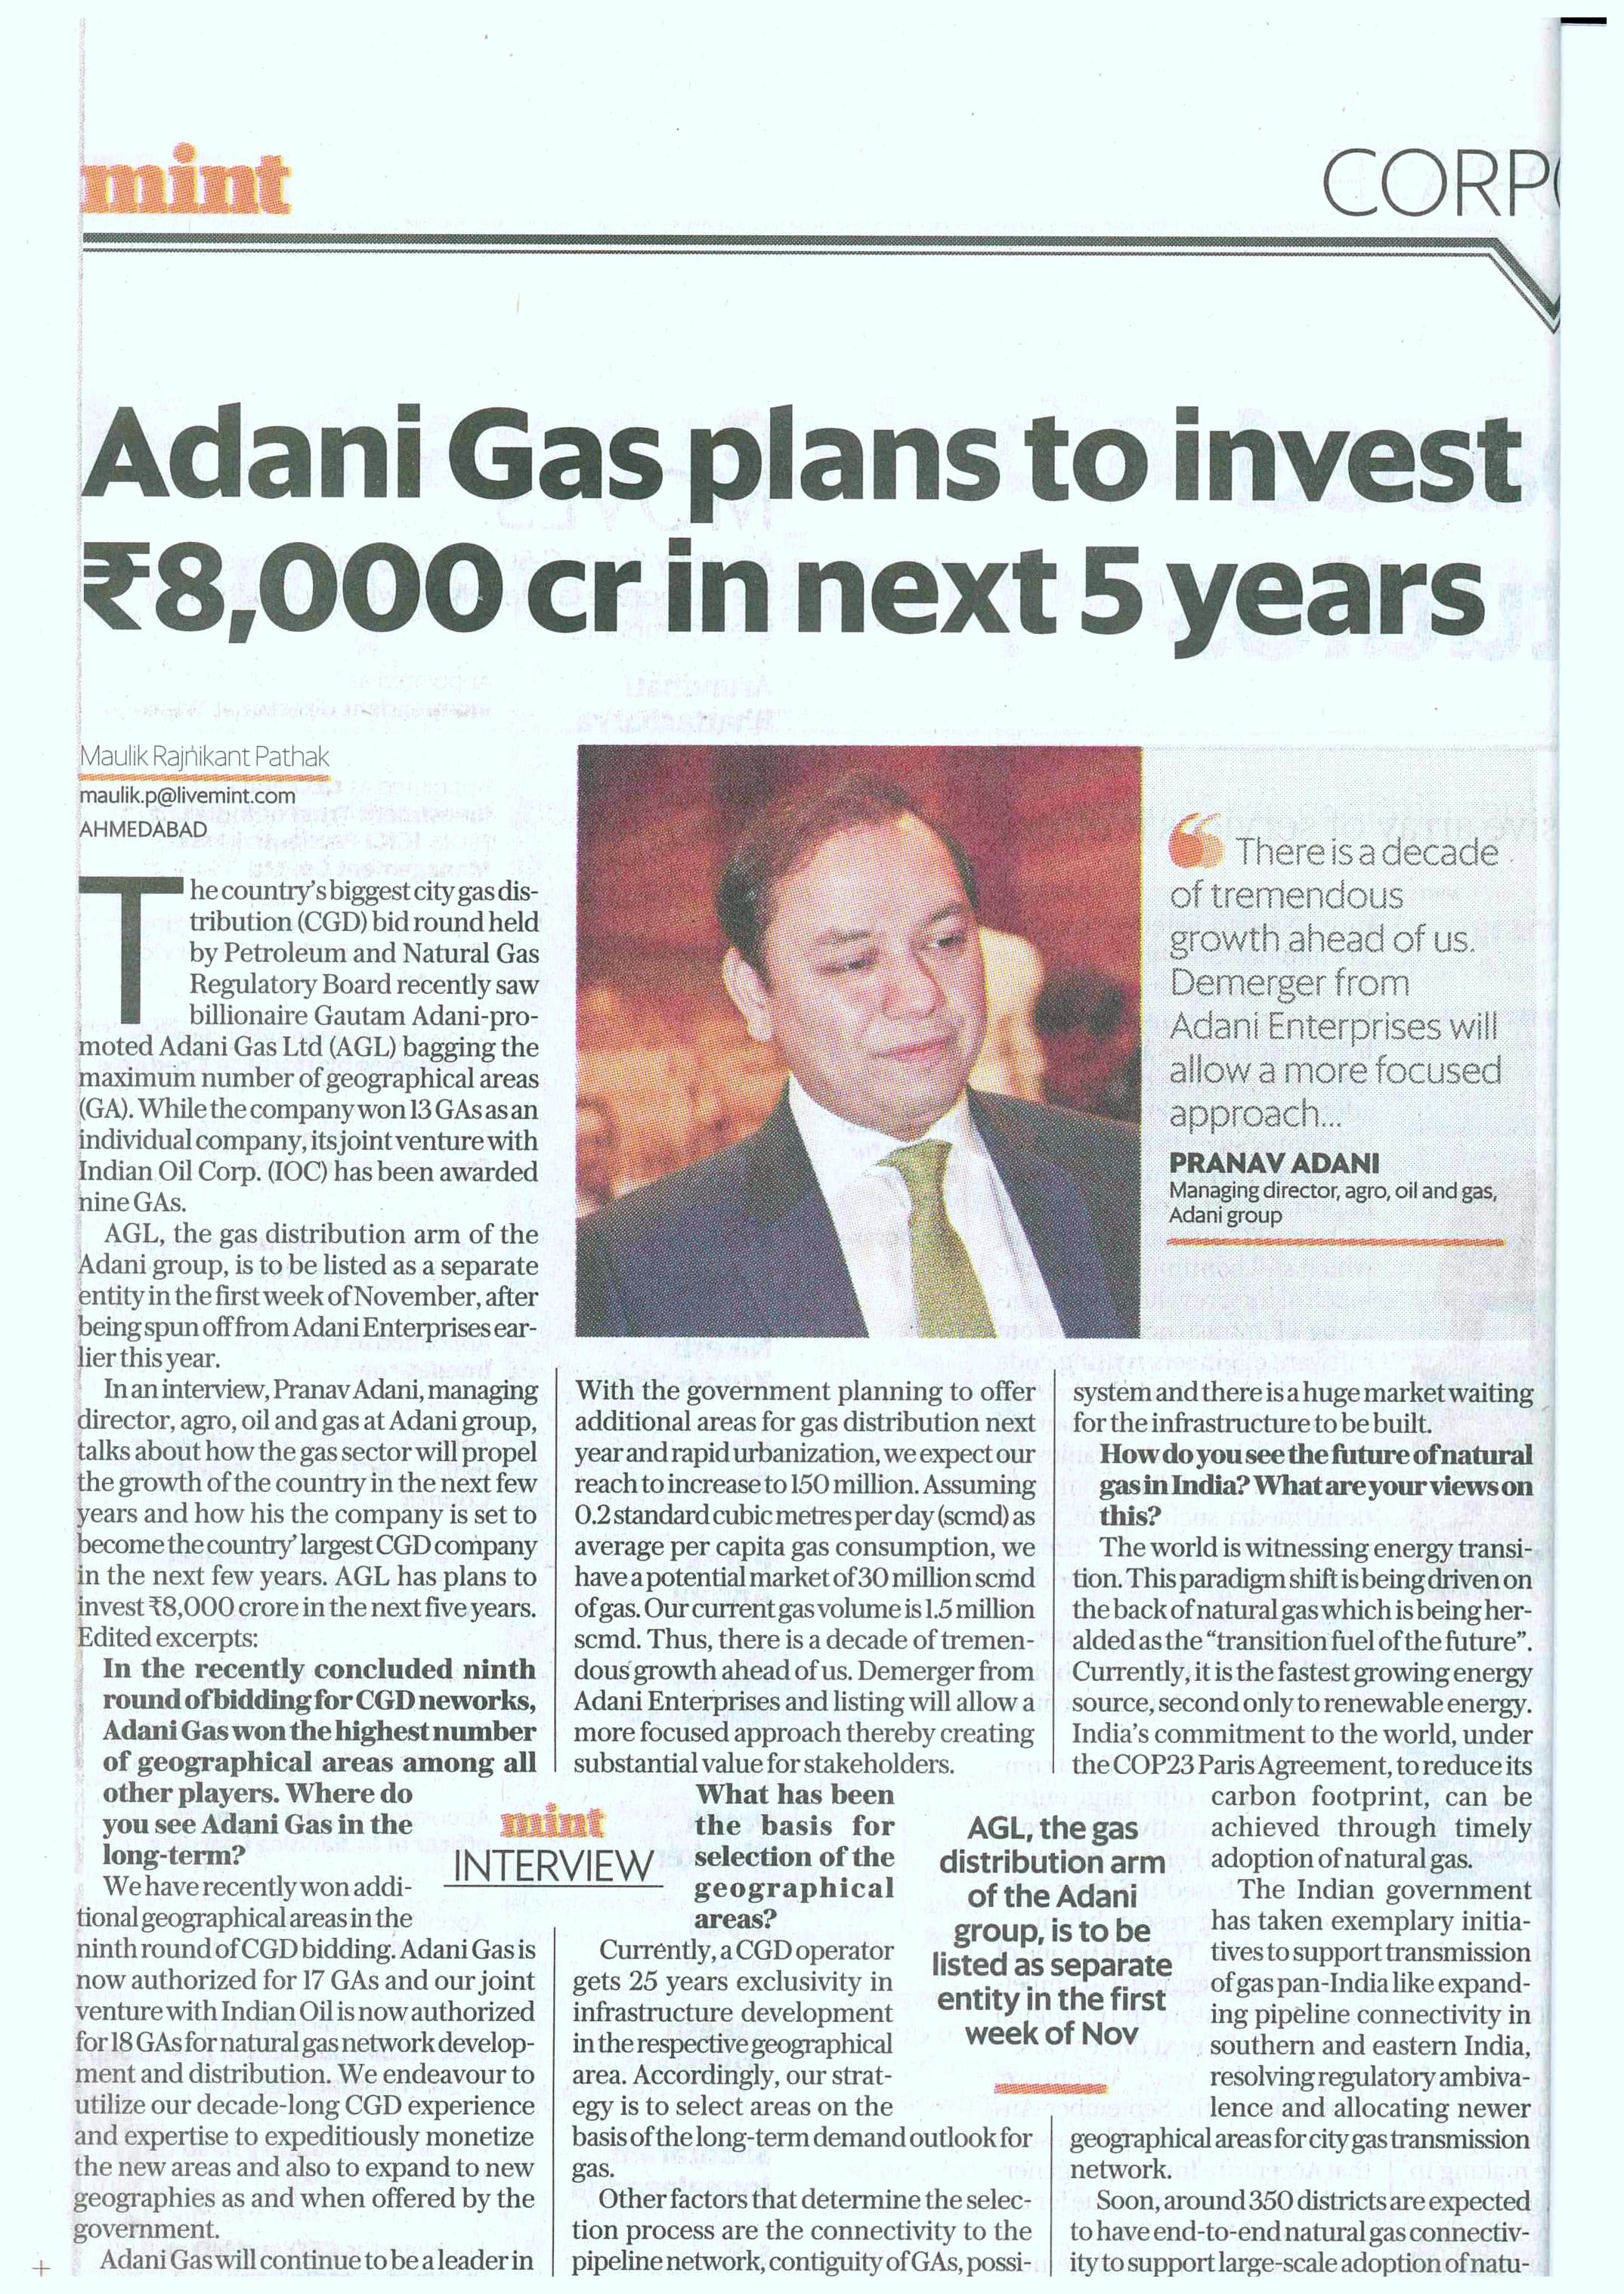 mint
CORPO
Adani Gas plans to invest
₹8,000 cr in next 5 years
Maulik Rajnikant Pathak
maulik.p@livemint.com
AHMEDABAD
The country's biggest city gas dis-
tribution (CGD) bid round held
by Petroleum and Natural Gas
Regulatory Board recently saw
billionaire Gautam Adani-pro-
moted Adani Gas Ltd (AGL) bagging the
maximum number of geographical areas
(GA). While the company won 13 GAs as an
individual company, its joint venture with
Indian Oil Corp. (IOC) has been awarded
nine GAs.
AGL, the gas distribution arm of the
Adani group, is to be listed as a separate
entity in the first week of November, after
being spun off from Adani Enterprises ear-
lier this year.
In an interview, Pranav Adani, managing
director, agro, oil and gas at Adani group,
talks about how the gas sector will propel
the growth of the country in the next few
years and how his the company is set to
become the country' largest CGD company
in the next few years. AGL has plans to
invest ₹8,000 crore in the next five years.
Edited excerpts:
In the recently concluded ninth
round of bidding for CGD neworks,
Adani Gas won the highest number
of geographical areas among all
other players. Where do
you see Adani Gas in the
long-term?
We have recently won addi-
tional geographical areas in the
ninth round of CGD bidding. Adani Gas is
now authorized for 17 GAs and our joint
venture with Indian Oil is now authorized
for 18 GAs for natural gas network develop-
ment and distribution. We endeavour to
utilize our decade-long CGD experience
and expertise to expeditiously monetize
the new areas and also to expand to new
geographies as and when offered by the
government.
Adani Gas will continue to be a leader in
“There is a decade
of tremendous
growth ahead of us.
Demerger from
Adani Enterprises will
allow a more focused
approach...
PRANAV ADANI
Managing director, agro, oil and gas,
Adani group
With the government planning to offer
additional areas for gas distribution next
year and rapid urbanization, we expect our
reach to increase to 150 million. Assuming
0.2 standard cubic metres per day (scmd) as
average per capita gas consumption, we
have a potential market of 30 million scmd
of gas. Our current gas volume is 1.5 million
scmd. Thus, there is a decade of tremen-
dous growth ahead of us. Demerger from
Adani Enterprises and listing will allow a
more focused approach thereby creating
substantial value for stakeholders.
mint
INTERVIEW
What has been
the basis for
selection of the
geographical
areas?
Currently, a CGD operator
gets 25 years exclusivity in
infrastructure development
in the respective geographical
area. Accordingly, our strat-
egy is to select areas on the
basis of the long-term demand outlook for
gas.
Other factors that determine the selec-
tion process are the connectivity to the
pipeline network, contiguity of GAs, possi-
AGL, the gas
distribution arm
of the Adani
group, is to be
listed as separate
entity in the first
week of Nov
system and there is a huge market waiting
for the infrastructure to be built.
How do you see the future of natural
gas in India? What are your views on
this?
The world is witnessing energy transi-
tion. This paradigm shift is being driven on
the back of natural gas which is being her-
alded as the “transition fuel of the future”.
Currently, it is the fastest growing energy
source, second only to renewable energy.
India's commitment to the world, under
the COP23 Paris Agreement, to reduce its
carbon footprint, can be
achieved through timely
adoption of natural gas.
The Indian government
has taken exemplary initia-
tives to support transmission
of gas pan-India like expand-
ing pipeline connectivity in
southern and eastern India,
resolving regulatory ambiva-
lence and allocating newer
geographical areas for city gas transmission
network.
Soon, around 350 districts are expected
to have end-to-end natural gas connectiv-
ity to support large-scale adoption of natu-